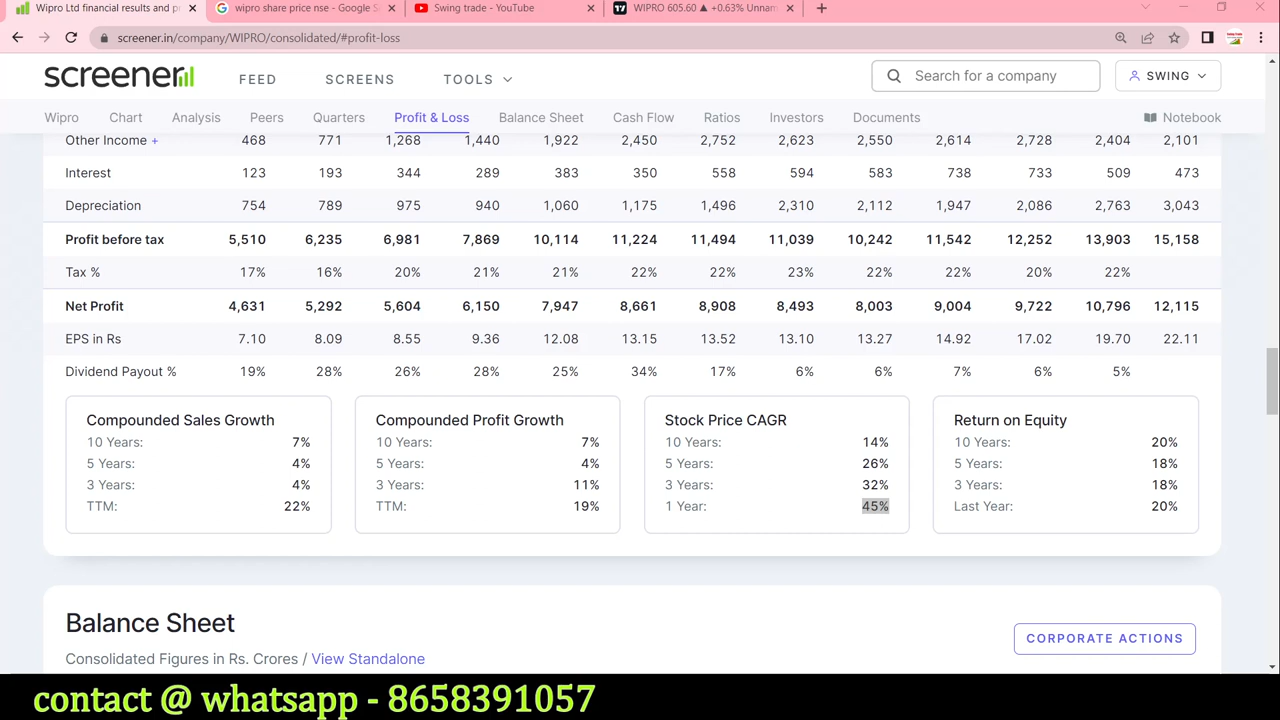 Wipro Ltd financial results and p
wipro share price nse - Google S
Swing trade - YouTube
WIPRO 605.60 ▲ +0.63% Unnam
screener.in/company/WIPRO/consolidated/#profit-loss
screener
FEED SCREENS TOOLS
Search for a company
SWING
Wipro Chart Analysis Peers Quarters Profit & Loss Balance Sheet Cash Flow Ratios Investors Documents Notebook
Other Income + 468 771 1,268 1,440 1,922 2,450 2,752 2,623 2,550 2,614 2,728 2,404 2,101
Interest 123 193 344 289 383 350 558 594 583 738 733 509 473
Depreciation 754 789 975 940 1,060 1,175 1,496 2,310 2,112 1,947 2,086 2,763 3,043
Profit before tax 5,510 6,235 6,981 7,869 10,114 11,224 11,494 11,039 10,242 11,542 12,252 13,903 15,158
Tax % 17% 16% 20% 21% 21% 22% 22% 23% 22% 22% 20% 22%
Net Profit 4,631 5,292 5,604 6,150 7,947 8,661 8,908 8,493 8,003 9,004 9,722 10,796 12,115
EPS in Rs 7.10 8.09 8.55 9.36 12.08 13.15 13.52 13.10 13.27 14.92 17.02 19.70 22.11
Dividend Payout % 19% 28% 26% 28% 25% 34% 17% 6% 6% 7% 6% 5%
Compounded Sales Growth
10 Years: 7%
5 Years: 4%
3 Years: 4%
TTM: 22%
Compounded Profit Growth
10 Years: 7%
5 Years: 4%
3 Years: 11%
TTM: 19%
Stock Price CAGR
10 Years: 14%
5 Years: 26%
3 Years: 32%
1 Year: 45%
Return on Equity
10 Years: 20%
5 Years: 18%
3 Years: 18%
Last Year: 20%
Balance Sheet
CORPORATE ACTIONS
Consolidated Figures in Rs. Crores / View Standalone
contact @ whatsapp - 8658391057